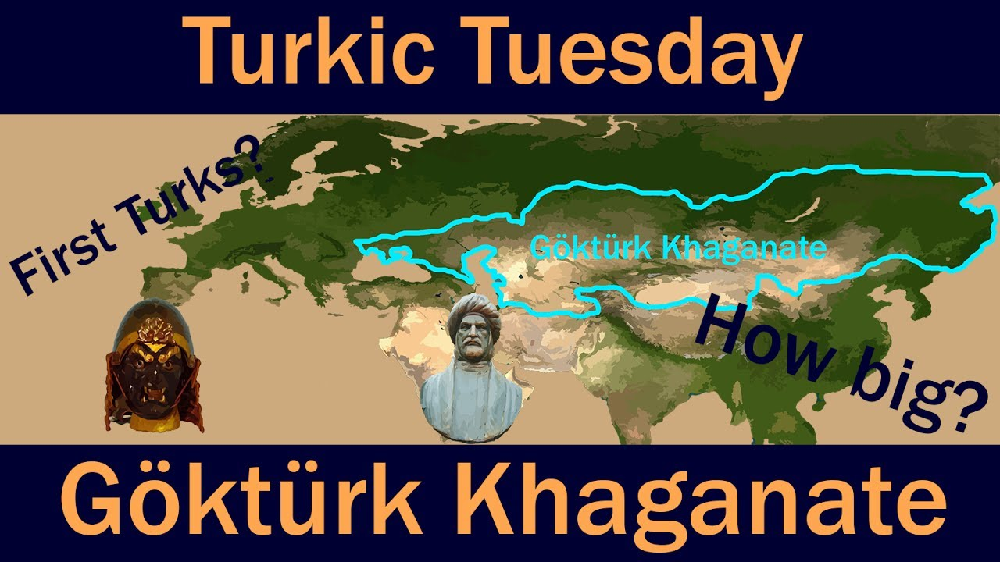 Turkic Tuesday
First Turks?
Göktürk Khaganate
How big?
Göktürk Khaganate